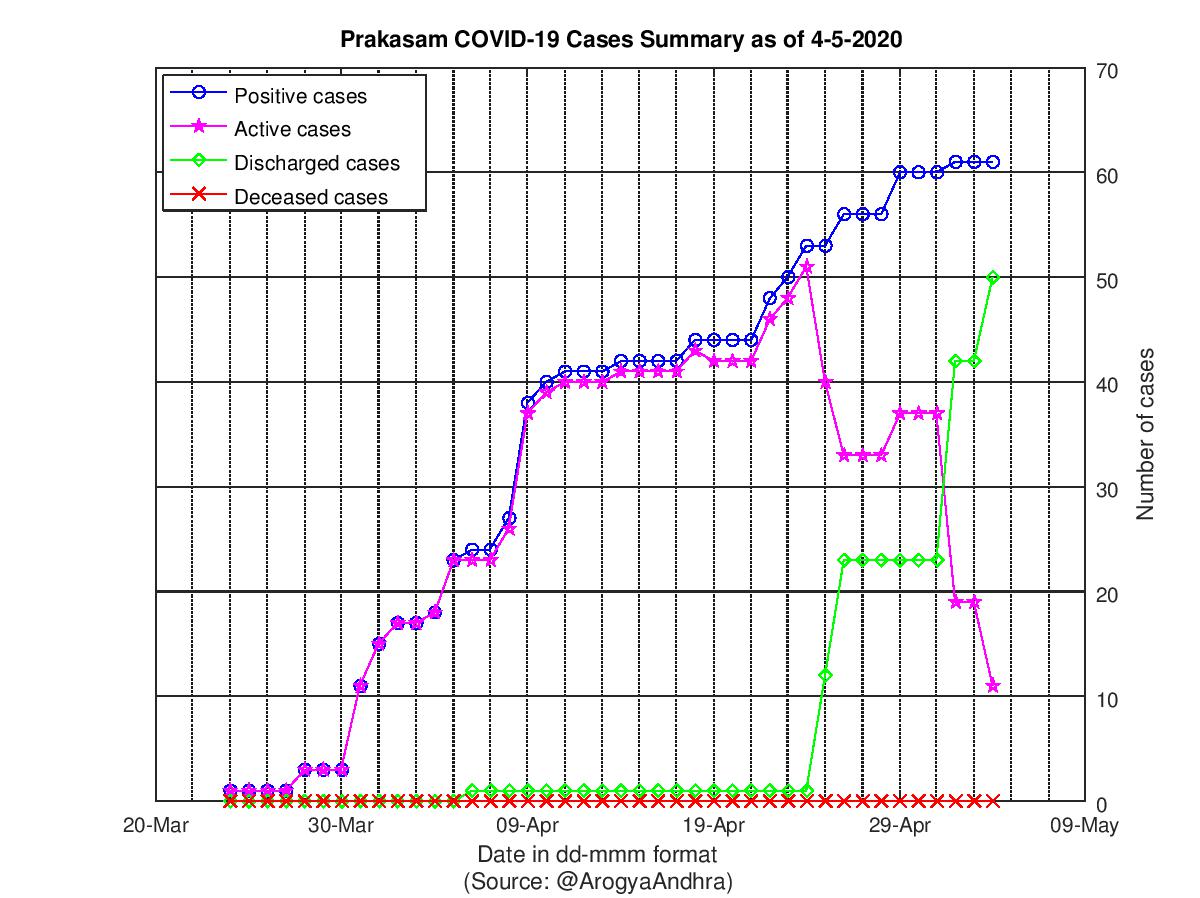 Prakasam COVID-19 Cases Summary as of 4-5-2020
Positive cases
Active cases
Discharged cases
Deceased cases
70
60
50
40
30
20
10
0
Number of cases
20-Mar 30-Mar 09-Apr 19-Apr 29-Apr 09-May
Date in dd-mmm format
(Source: @ArogyaAndhra)